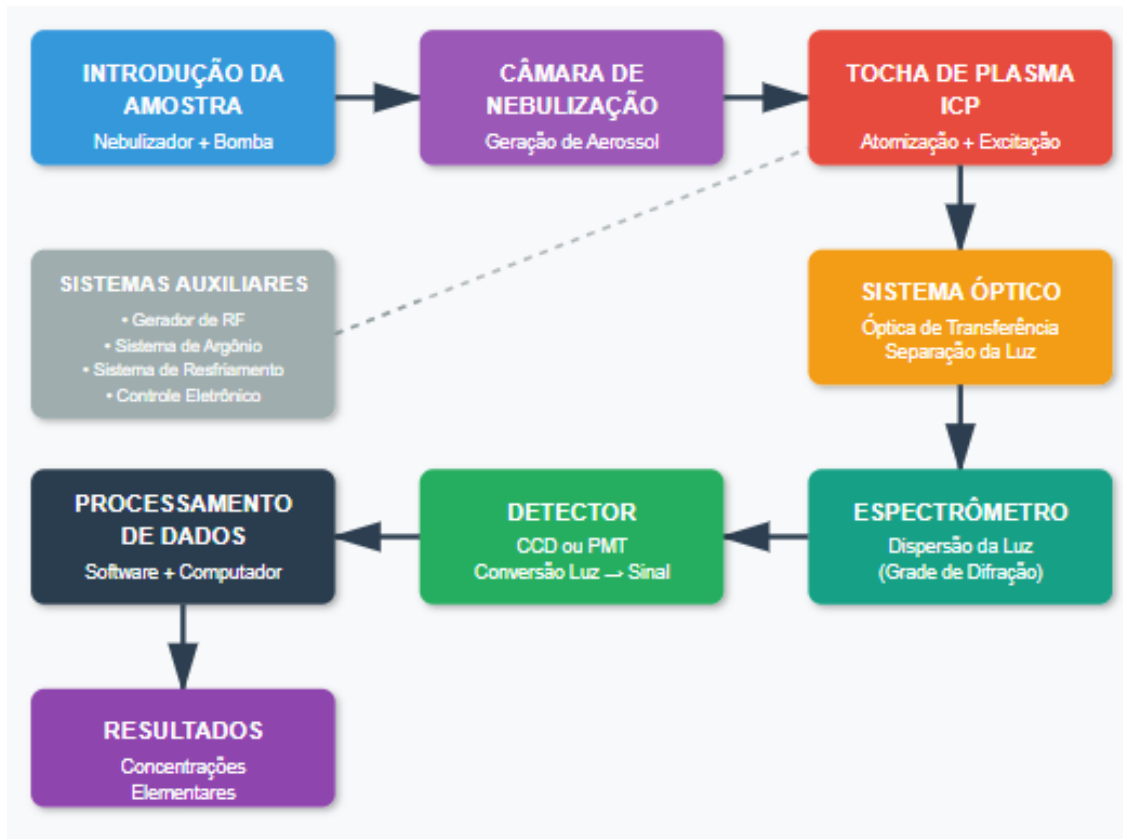 INTRODUÇÃO DA
AMOSTRA
Nebulizador + Bomba
CÂMARA DE
NEBULIZAÇÃO
Geração de Aerossol
TOCHA DE PLASMA
ICP
Atomização + Excitação
SISTEMAS AUXILIARES
• Gerador de RF
• Sistema de Argônio
• Sistema de Resfriamento
• Controle Eletrônico
SISTEMA ÓPTICO
Óptica de Transferência
Separação da Luz
PROCESSAMENTO
DE DADOS
Software + Computador
DETECTOR
CCD ou PMT
Conversão Luz → Sinal
ESPECTRÔMETRO
Dispersão da Luz
(Grade de Difração)
RESULTADOS
Concentrações
Elementares